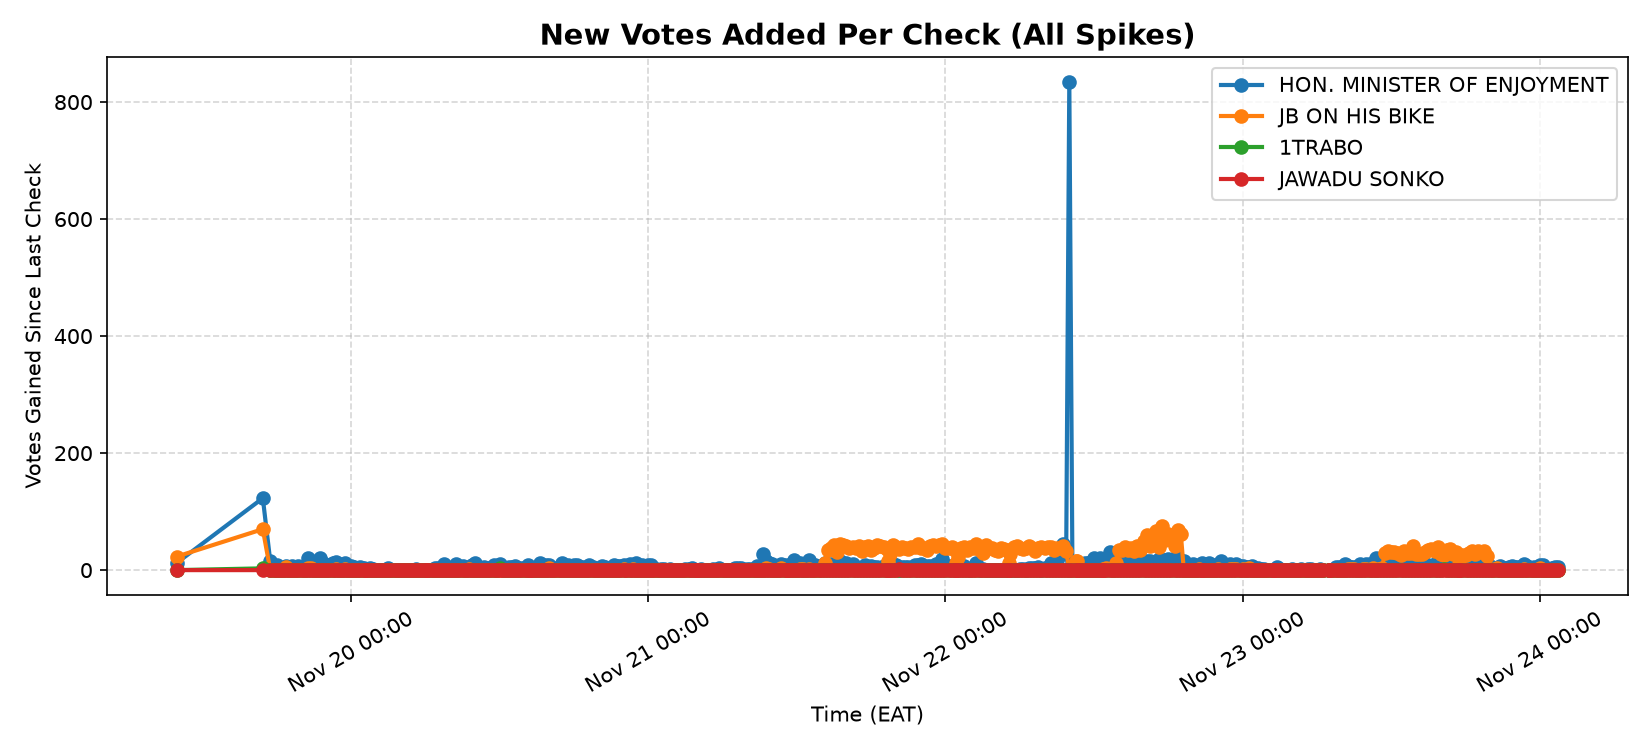 New Votes Added Per Check (All Spikes)
HON. MINISTER OF ENJOYMENT
JB ON HIS BIKE
1TRABO
JAWADU SONKO
Votes Gained Since Last Check
800
600
400
200
0
Nov 20 00:00
Nov 21 00:00
Nov 22 00:00
Nov 23 00:00
Nov 24 00:00
Time (EAT)